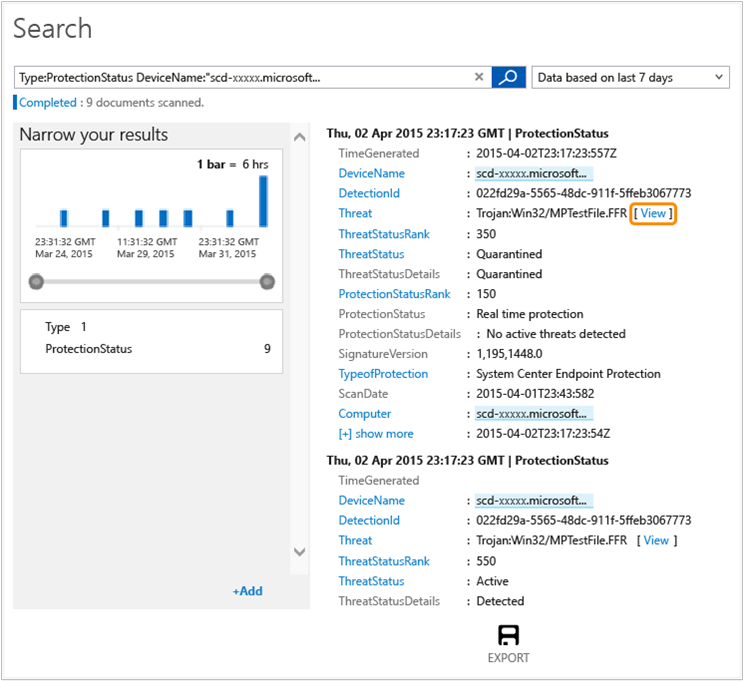 Search
Type:ProtectionStatus DeviceName:"scd-xxxxx.microsoft...
Data based on last 7 days
Completed : 9 documents scanned.
Narrow your results
1 bar = 6 hrs
23:31:32 GMT 11:31:32 GMT 23:31:32 GMT
Mar 24, 2015 Mar 29, 2015 Mar 31, 2015
Type 1
ProtectionStatus 9
+Add
Thu, 02 Apr 2015 23:17:23 GMT | ProtectionStatus
TimeGenerated : 2015-04-02T23:17:23:557Z
DeviceName : scd-xxxxx.microsoft...
DetectionId : 022fd29a-5565-48dc-911f-5ffeb3067773
Threat : Trojan:Win32/MPTestFile.FFR [ View ]
ThreatStatusRank : 350
ThreatStatus : Quarantined
ThreatStatusDetails : Quarantined
ProtectionStatusRank : 150
ProtectionStatus : Real time protection
ProtectionStatusDetails : No active threats detected
SignatureVersion : 1,195,1448.0
TypeofProtection : System Center Endpoint Protection
ScanDate : 2015-04-01T23:43:582
Computer : scd-xxxxx.microsoft...
[+] show more : 2015-04-02T23:17:23:54Z
Thu, 02 Apr 2015 23:17:23 GMT | ProtectionStatus
TimeGenerated
DeviceName : scd-xxxxx.microsoft...
DetectionId : 022fd29a-5565-48dc-911f-5ffeb3067773
Threat : Trojan:Win32/MPTestFile.FFR [ View ]
ThreatStatusRank : 550
ThreatStatus : Active
ThreatStatusDetails : Detected
EXPORT